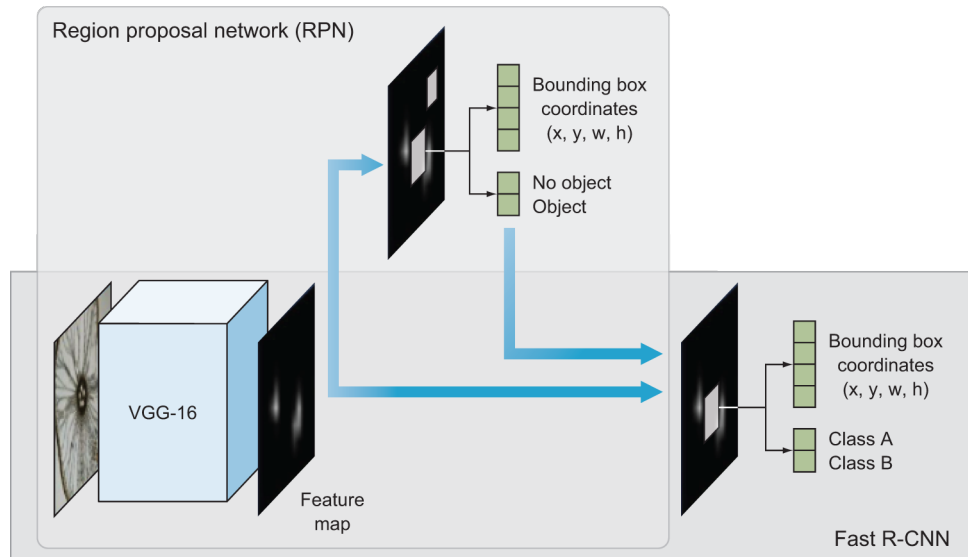 Region proposal network (RPN)
Bounding box
coordinates
(x, y, w, h)
No object
Object
VGG-16
Feature
map
Bounding box
coordinates
(x, y, w, h)
Class A
Class B
Fast R-CNN